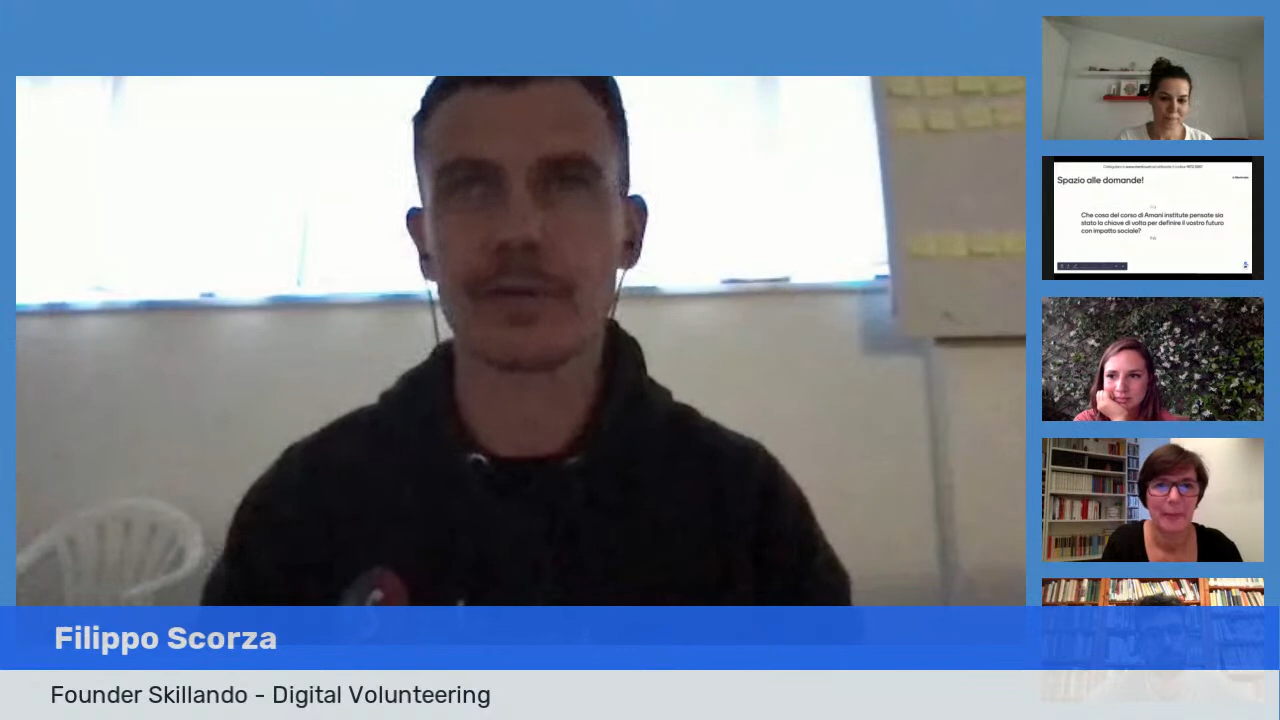 Spazio alle domande!
Che cosa del corso di Amani institute pensate sia
stato la chiave di volta per definire il vostro futuro
con impatto sociale?
Filippo Scorza
Founder Skillando - Digital Volunteering